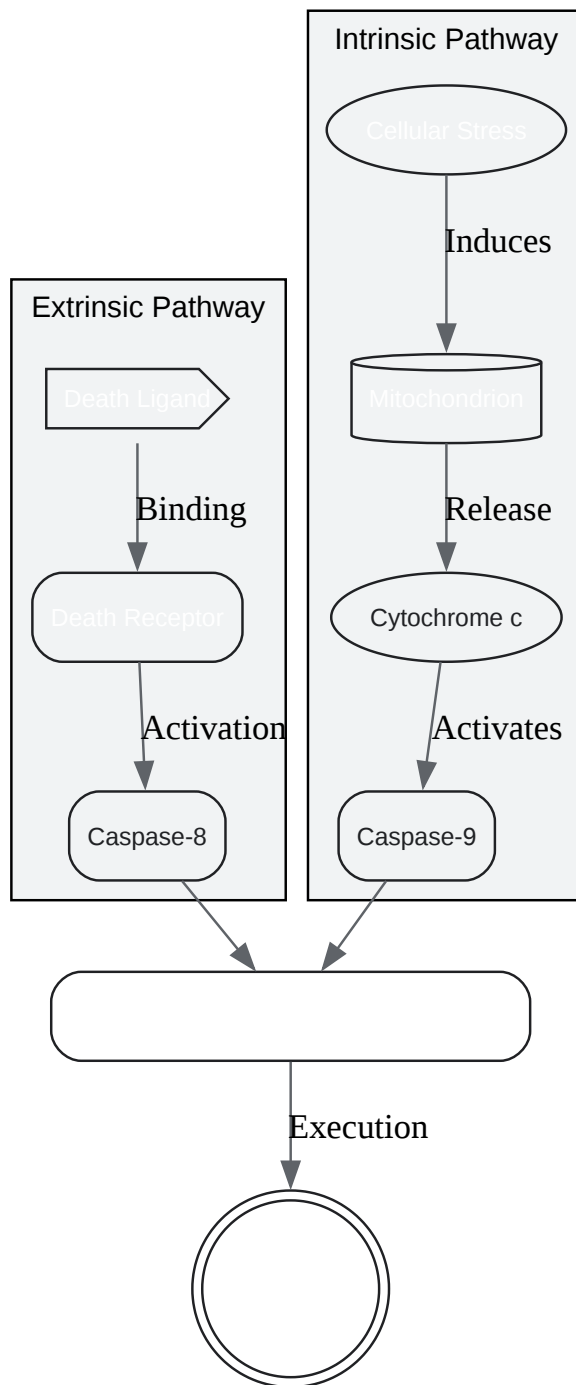 Intrinsic Pathway
Cellular Stress
Induces
Extrinsic Pathway
Death Ligand
Mitochondrion
Binding
Release
Death Receptor
Cytochrome c
Activation
Activates
Caspase-8
Caspase-9
Execution